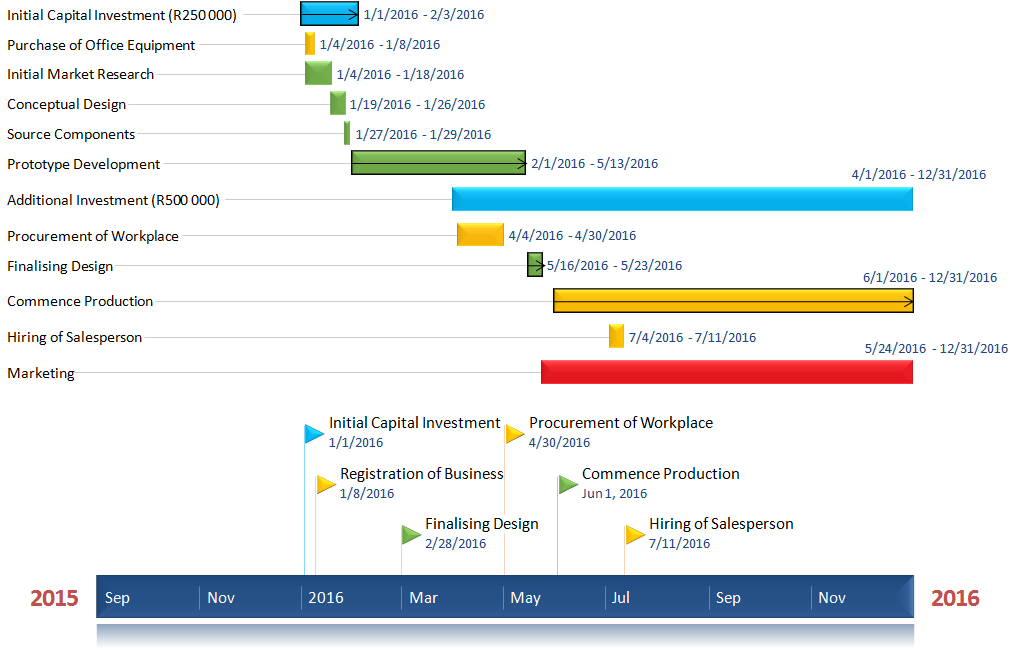 Initial Capital Investment (R250 000) 1/1/2016 - 2/3/2016
Purchase of Office Equipment 1/4/2016 - 1/8/2016
Initial Market Research 1/4/2016 - 1/18/2016
Conceptual Design 1/19/2016 - 1/26/2016
Source Components 1/27/2016 - 1/29/2016
Prototype Development 2/1/2016 - 5/13/2016
4/1/2016 - 12/31/2016
Additional Investment (R500 000)
Procurement of Workplace 4/4/2016 - 4/30/2016
Finalising Design 5/16/2016 - 5/23/2016
6/1/2016 - 12/31/2016
Commence Production
Hiring of Salesperson 7/4/2016 - 7/11/2016
5/24/2016 - 12/31/2016
Marketing
Initial Capital Investment Procurement of Workplace
1/1/2016 4/30/2016
Registration of Business Commence Production
1/8/2016 Jun 1, 2016
Finalising Design Hiring of Salesperson
2/28/2016 7/11/2016
2015 Sep Nov 2016 Mar May Jul Sep Nov 2016